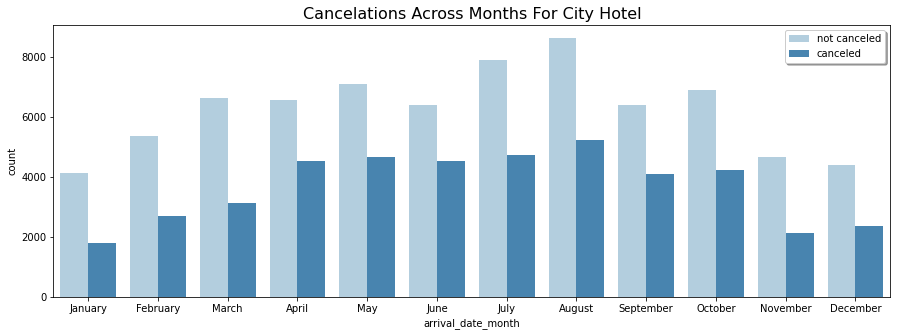 Cancelations Across Months For City Hotel
not canceled
canceled
count
8000
6000
4000
2000
0
January February March April May June July August September October November December
arrival_date_month